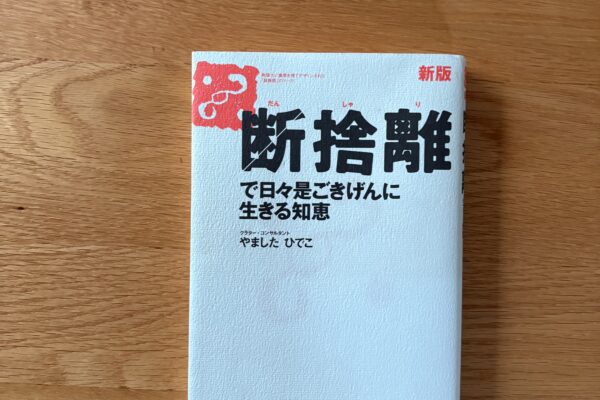 新版
だん しゃ り
断捨離
で日々是ごきげんに
生きる知恵
クラター・コンサルタント
やました ひでこ